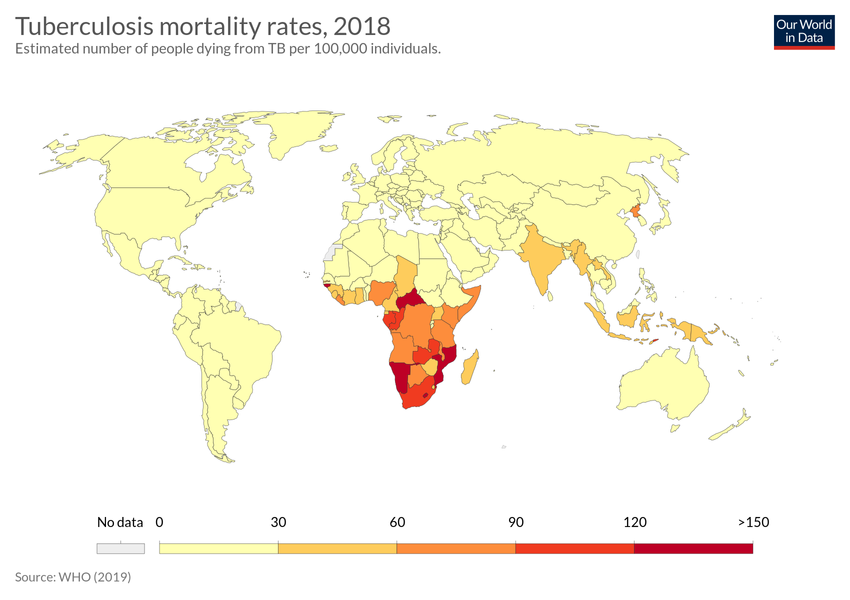 Tuberculosis mortality rates, 2018
Estimated number of people dying from TB per 100,000 individuals.
Our World
in Data
No data 0 30 60 90 120 >150
Source: WHO (2019)